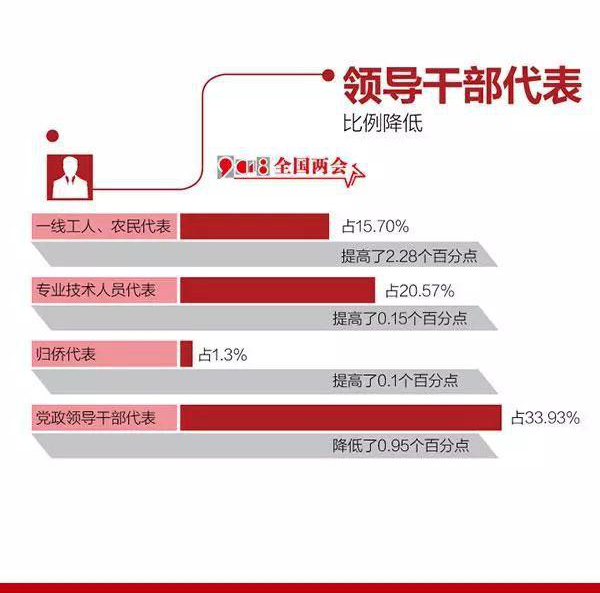 领导干部代表
比例降低
2018全国两会
一线工人、农民代表 占15.70%
提高了2.28个百分点
专业技术人员代表 占20.57%
提高了0.15个百分点
归侨代表 占1.3%
提高了0.1个百分点
党政领导干部代表 占33.93%
降低了0.95个百分点